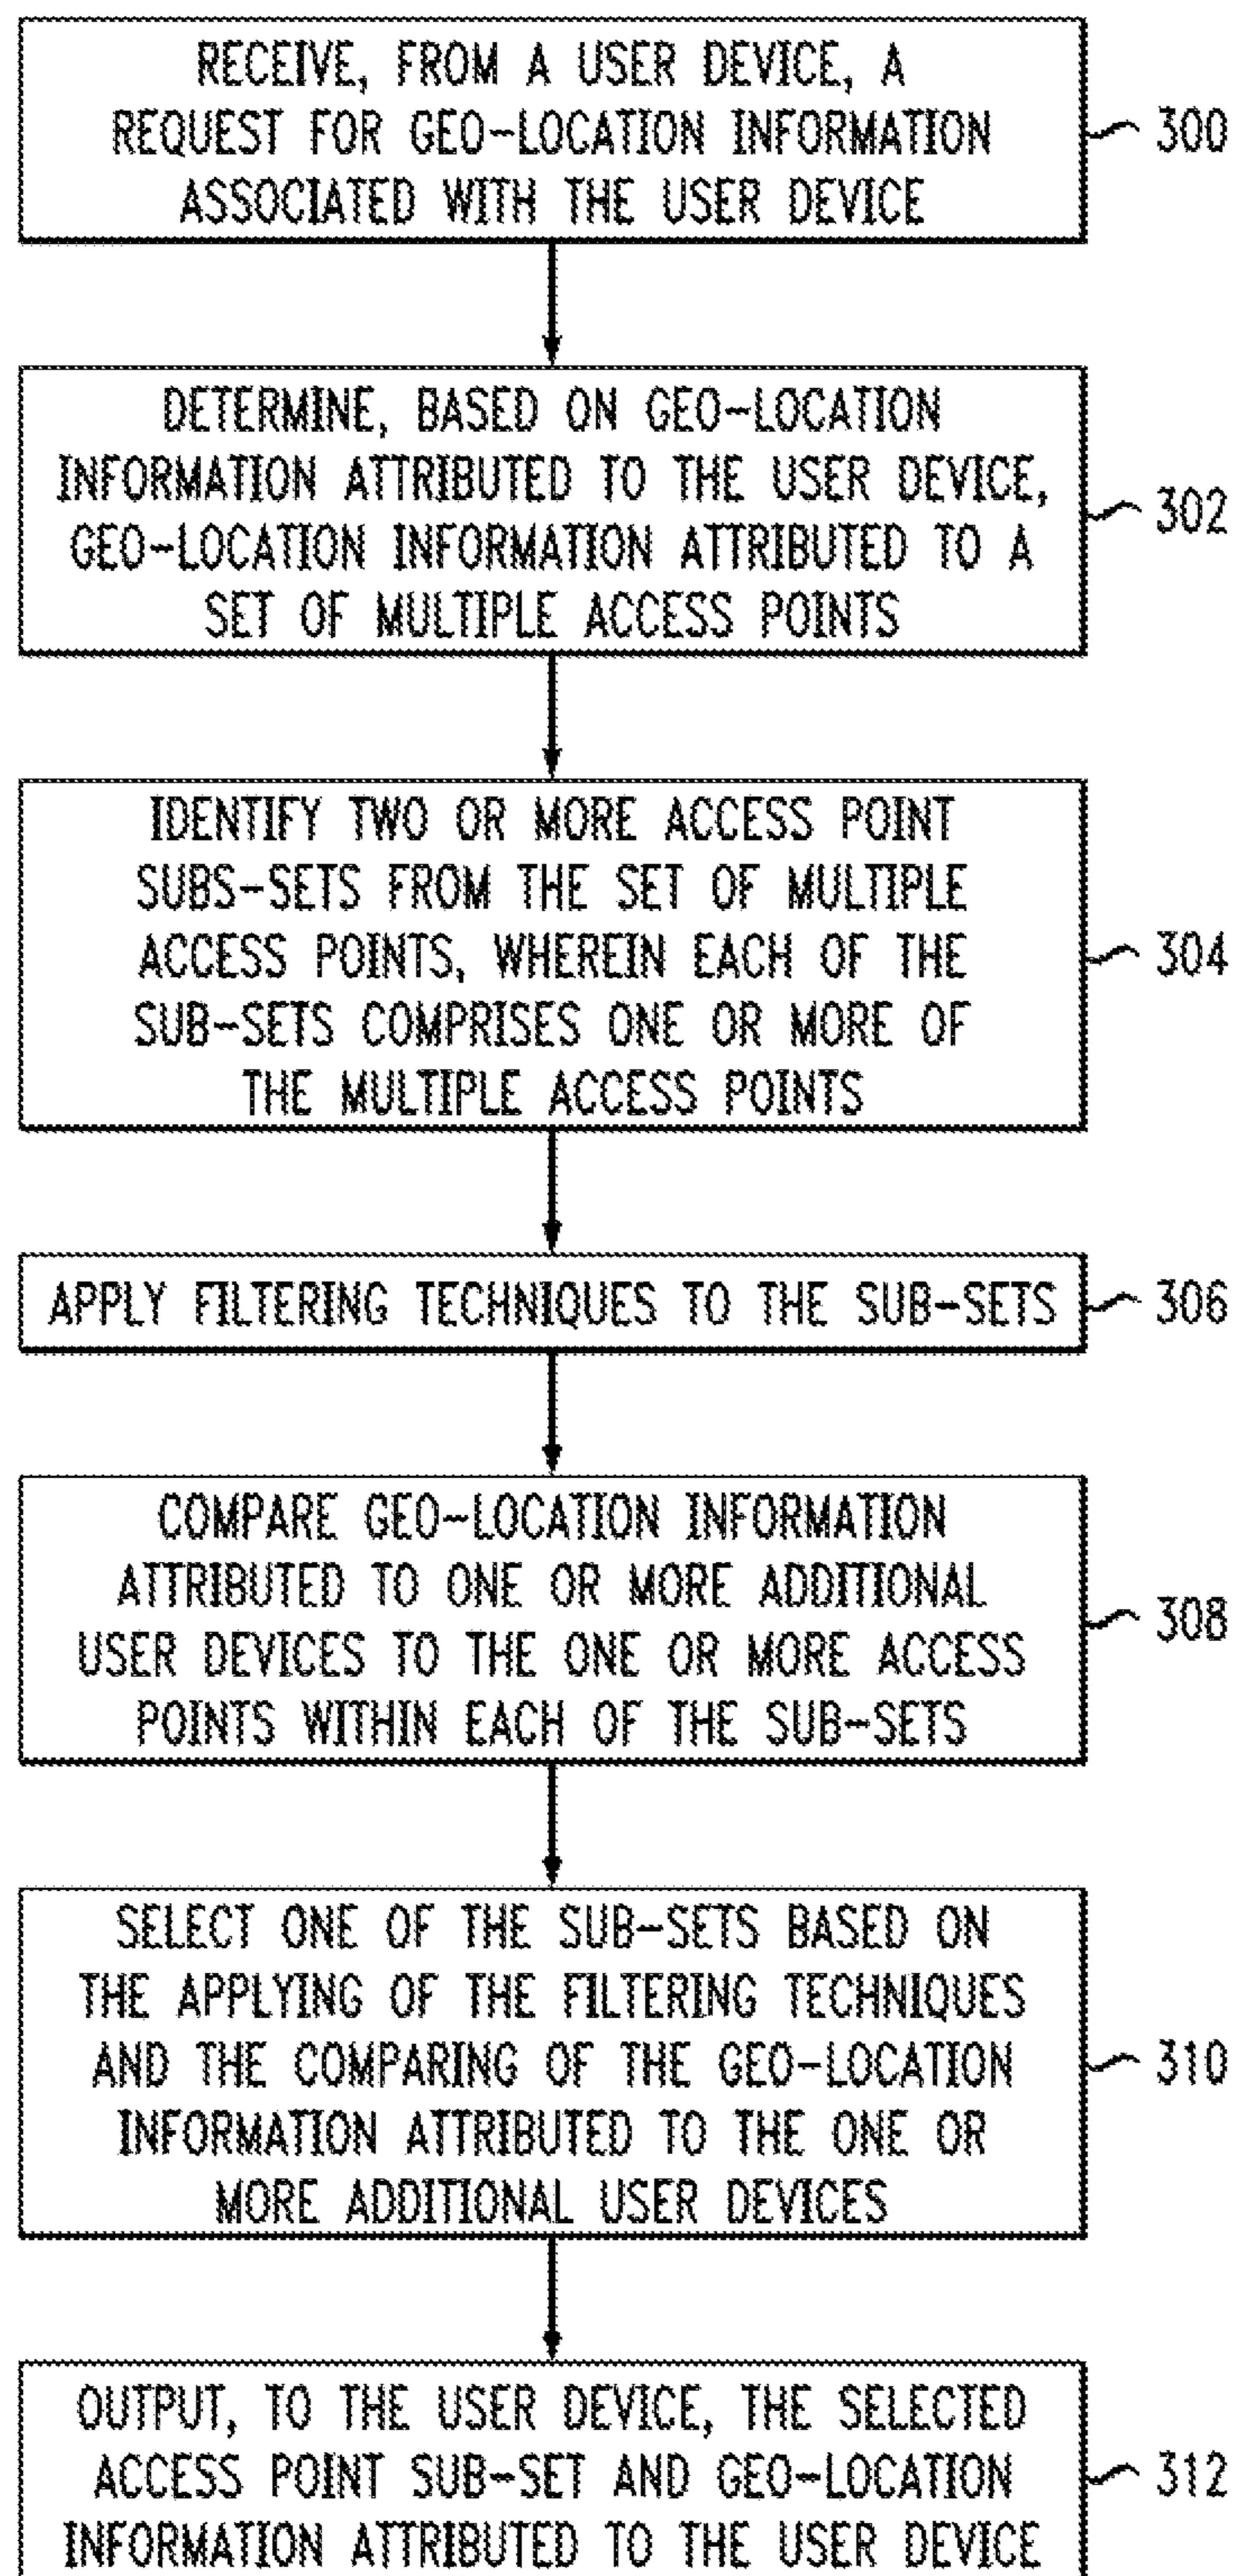 RECEIVE, FROM A USER DEVICE, A
REQUEST FOR GEO-LOCATION INFORMATION
ASSOCIATED WITH THE USER DEVICE
300
DETERMINE, BASED ON GEO-LOCATION
INFORMATION ATTRIBUTED TO THE USER DEVICE,
GEO-LOCATION INFORMATION ATTRIBUTED TO A
SET OF MULTIPLE ACCESS POINTS
302
IDENTIFY TWO OR MORE ACCESS POINT
SUBS-SETS FROM THE SET OF MULTIPLE
ACCESS POINTS, WHEREIN EACH OF THE
SUB-SETS COMPRISES ONE OR MORE OF
THE MULTIPLE ACCESS POINTS
304
APPLY FILTERING TECHNIQUES TO THE SUB-SETS
306
COMPARE GEO-LOCATION INFORMATION
ATTRIBUTED TO ONE OR MORE ADDITIONAL
USER DEVICES TO THE ONE OR MORE ACCESS
POINTS WITHIN EACH OF THE SUB-SETS
308
SELECT ONE OF THE SUB-SETS BASED ON
THE APPLYING OF THE FILTERING TECHNIQUES
AND THE COMPARING OF THE GEO-LOCATION
INFORMATION ATTRIBUTED TO THE ONE OR
MORE ADDITIONAL USER DEVICES
310
OUTPUT, TO THE USER DEVICE, THE SELECTED
ACCESS POINT SUB-SET AND GEO-LOCATION
INFORMATION ATTRIBUTED TO THE USER DEVICE
312